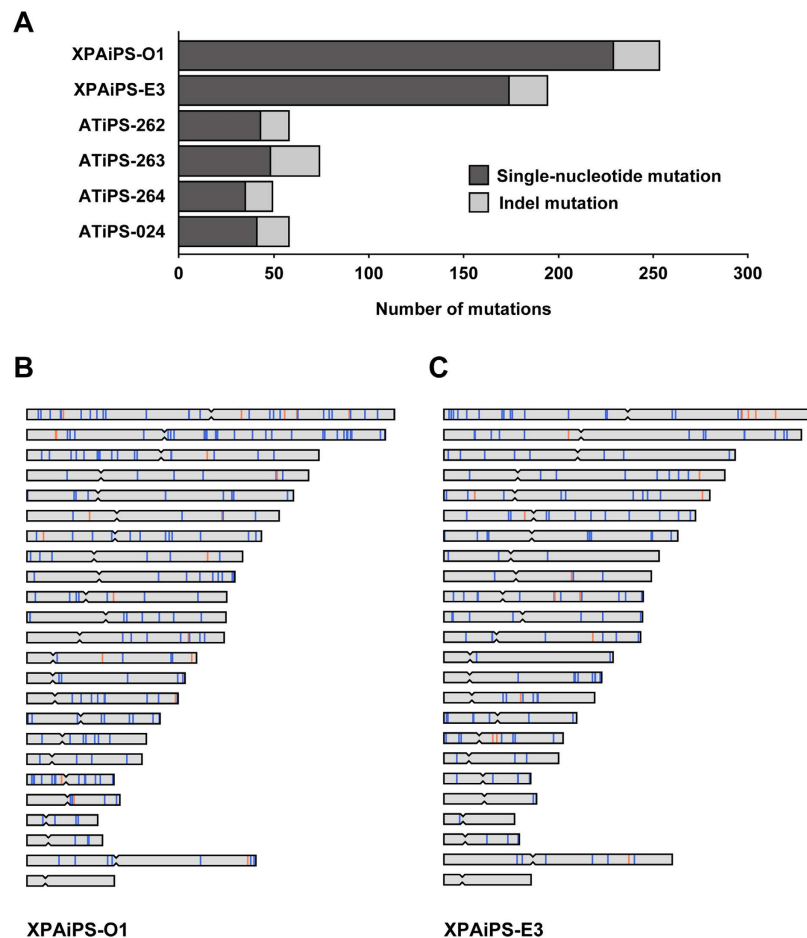 A
XPAiPS-O1
XPAiPS-E3
ATiPS-262
ATiPS-263
ATiPS-264
ATiPS-024
Single-nucleotide mutation
Indel mutation
0 50 100 150 200 250 300
Number of mutations
B C
XPAiPS-O1 XPAiPS-E3